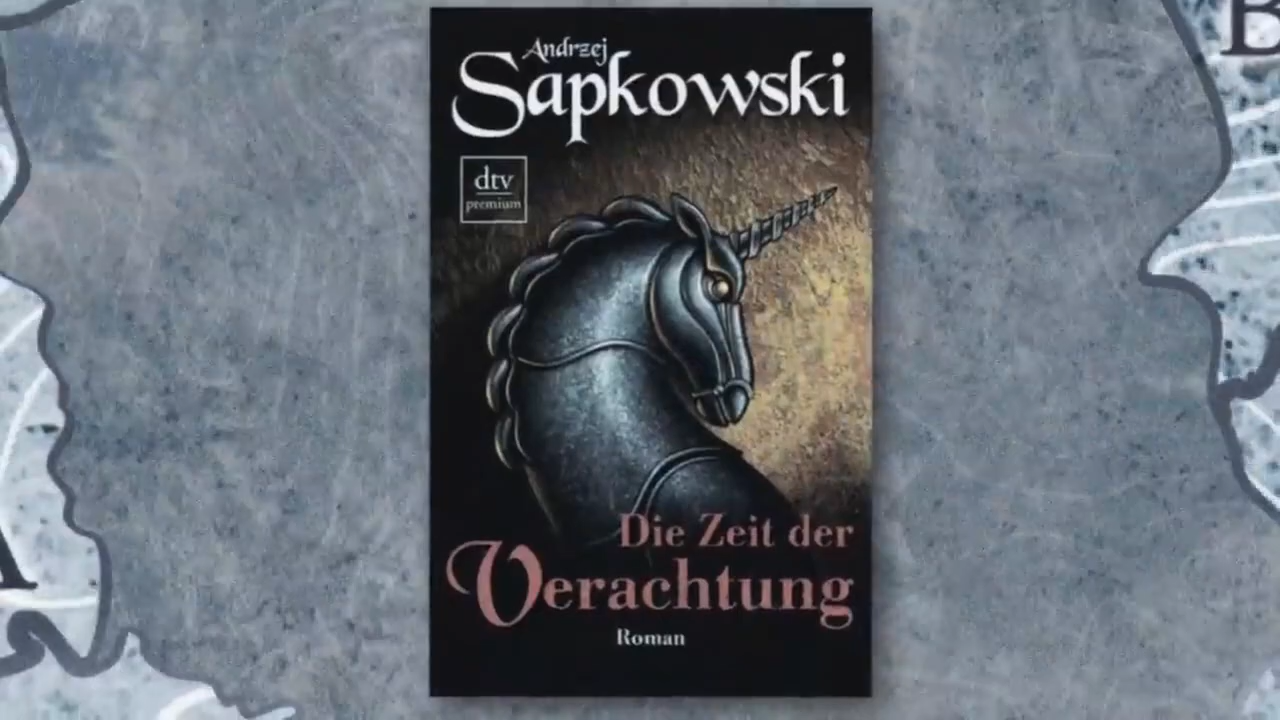 Andrzej
Sapkowski
dtv
premium
Die Zeit der
Verachtung
Roman